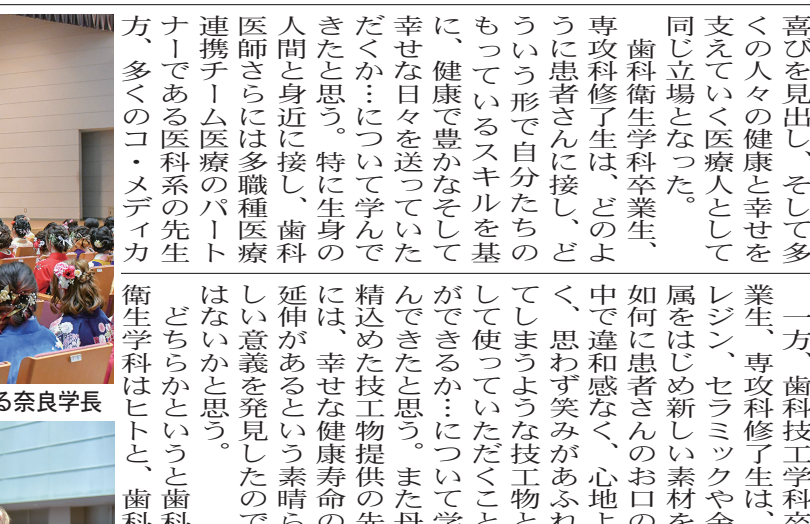 喜びを見出し、そして多
くの人々の健康と幸せを
支えていく医療人として
同じ立場となった。
歯科衛生学科卒業生、
専攻科修了生は、どのよ
うに患者さんに接し、ど
ういう形で自分たちの
もっているスキルを基
に、健康で豊かなそして
幸せな日々を送っていた
だくか…について学んで
きたと思う。特に生身の
人間と身近に接し、歯科
医師さらには多職種医療
連携チーム医療のパート
ナーである医科系の先生
方、多くのコ・メディカ
一方、歯科技工学科卒
業生、専攻科修了生は、
レジン、セラミックや金
属をはじめ新しい素材を
如何に患者さんのお口の
中で違和感なく、心地よ
く、思わず笑みがあふれ
てしまうような技工物と
して使っていただくこと
ができるか…について学
んできたと思う。また丹
精込めた技工物提供の先
には、幸せな健康寿命の
延伸があるという素晴ら
しい意義を発見したので
はないかと思う。
どちらかというと歯科
衛生学科はヒトと、歯科
る奈良学長